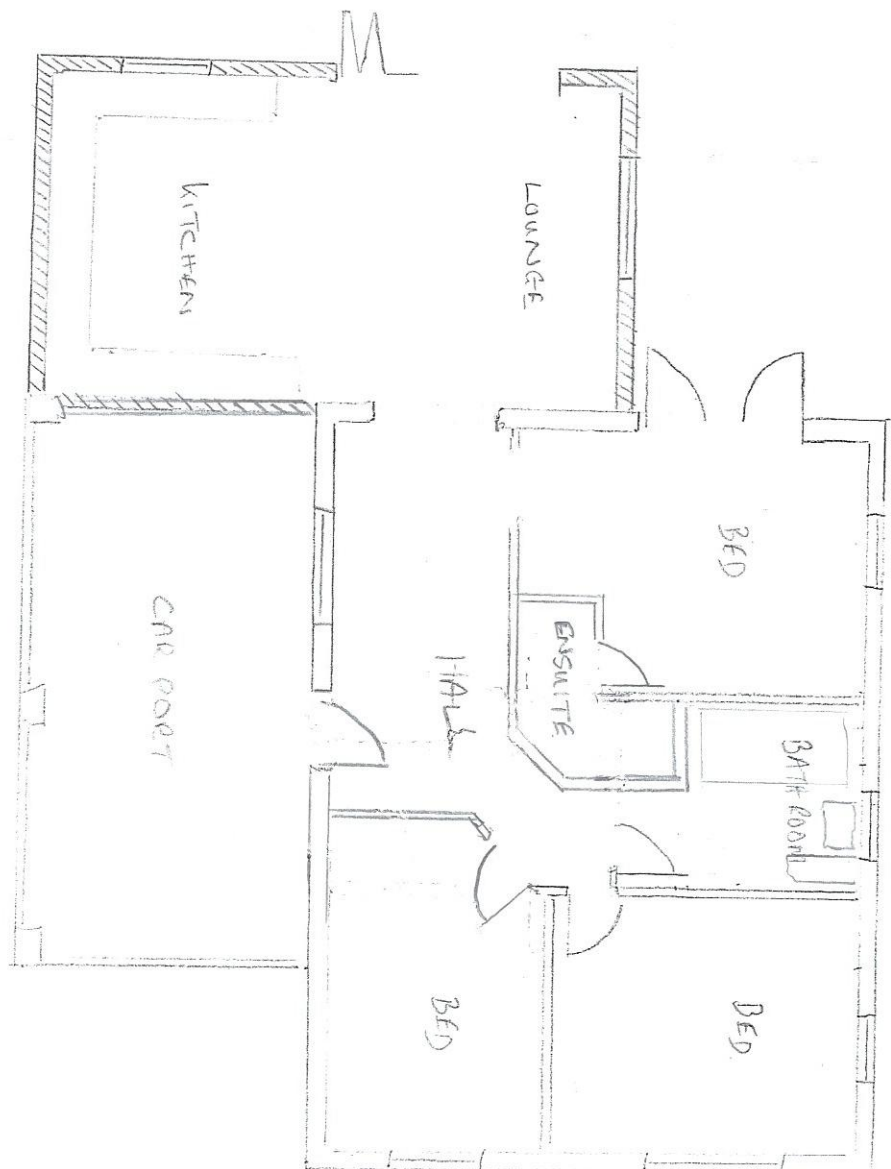 KITCHEN
LOUNGE
BED
ENSUITE
BATHROOM
HALL
CAR PORT
BED
BED